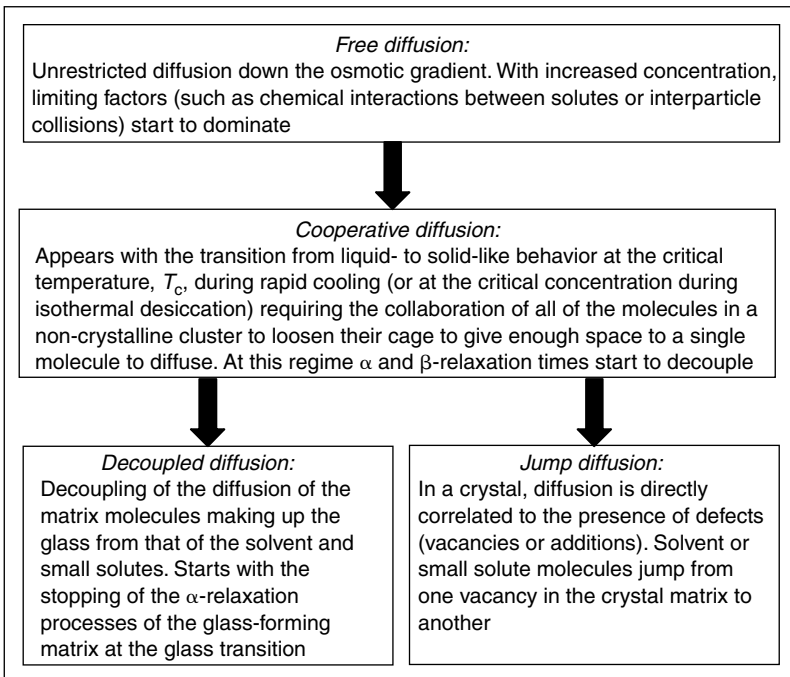 Free diffusion:
Unrestricted diffusion down the osmotic gradient. With increased concentration,
limiting factors (such as chemical interactions between solutes or interparticle
collisions) start to dominate
Cooperative diffusion:
Appears with the transition from liquid- to solid-like behavior at the critical
temperature, Tc, during rapid cooling (or at the critical concentration during
isothermal desiccation) requiring the collaboration of all of the molecules in a
non-crystalline cluster to loosen their cage to give enough space to a single
molecule to diffuse. At this regime α and β-relaxation times start to decouple
Decoupled diffusion:
Decoupling of the diffusion of the
matrix molecules making up the
glass from that of the solvent and
small solutes. Starts with the
stopping of the α-relaxation
processes of the glass-forming
matrix at the glass transition
Jump diffusion:
In a crystal, diffusion is directly
correlated to the presence of defects
(vacancies or additions). Solvent or
small solute molecules jump from
one vacancy in the crystal matrix to
another